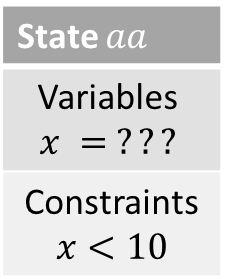 State aa
Variables
x = ???
Constraints
x < 10